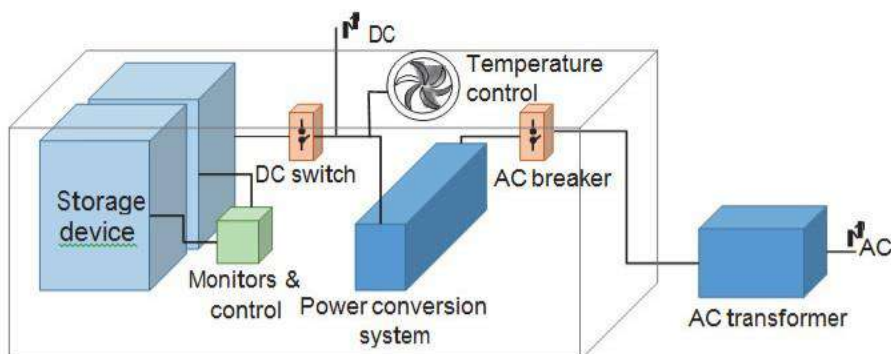 DC
Temperature
control
DC switch
AC breaker
Storage
device
Monitors &
control
Power conversion
system
AC
AC transformer